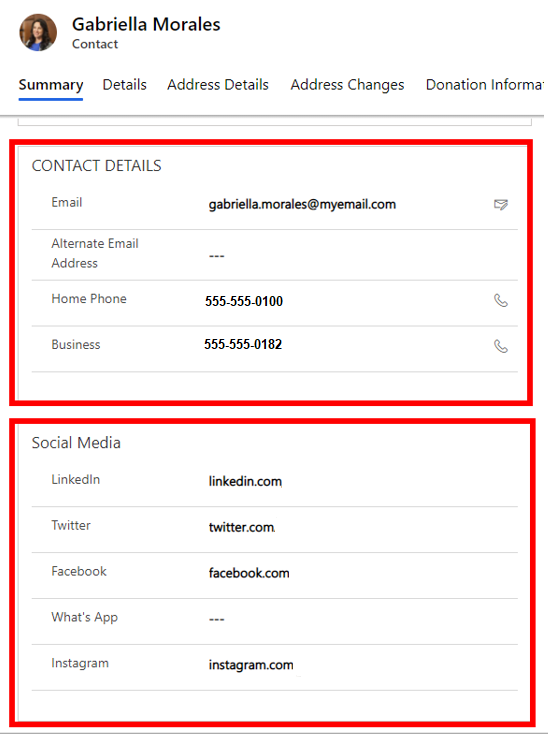 Gabriella Morales
Contact
Summary Details Address Details Address Changes Donation Informat
CONTACT DETAILS
Email gabriella.morales@myemail.com
Alternate Email
Address ---
Home Phone 555-555-0100
Business 555-555-0182
Social Media
LinkedIn linkedin.com
Twitter twitter.com
Facebook facebook.com
What's App ---
Instagram instagram.com